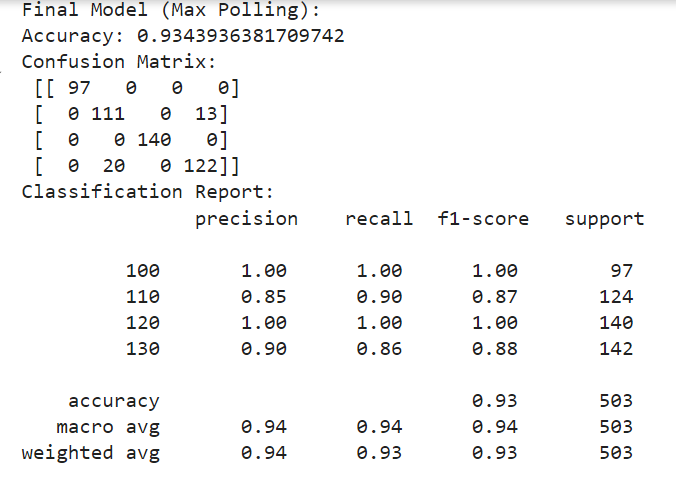 Final Model (Max Polling):
Accuracy: 0.9343936381709742
Confusion Matrix:
[[ 97 0 0 0]
[ 0 111 0 13]
[ 0 0 140 0]
[ 0 20 0 122]]
Classification Report:
precision recall f1-score support
100 1.00 1.00 1.00 97
110 0.85 0.90 0.87 124
120 1.00 1.00 1.00 140
130 0.90 0.86 0.88 142
accuracy 0.93 503
macro avg 0.94 0.94 0.94 503
weighted avg 0.94 0.93 0.93 503